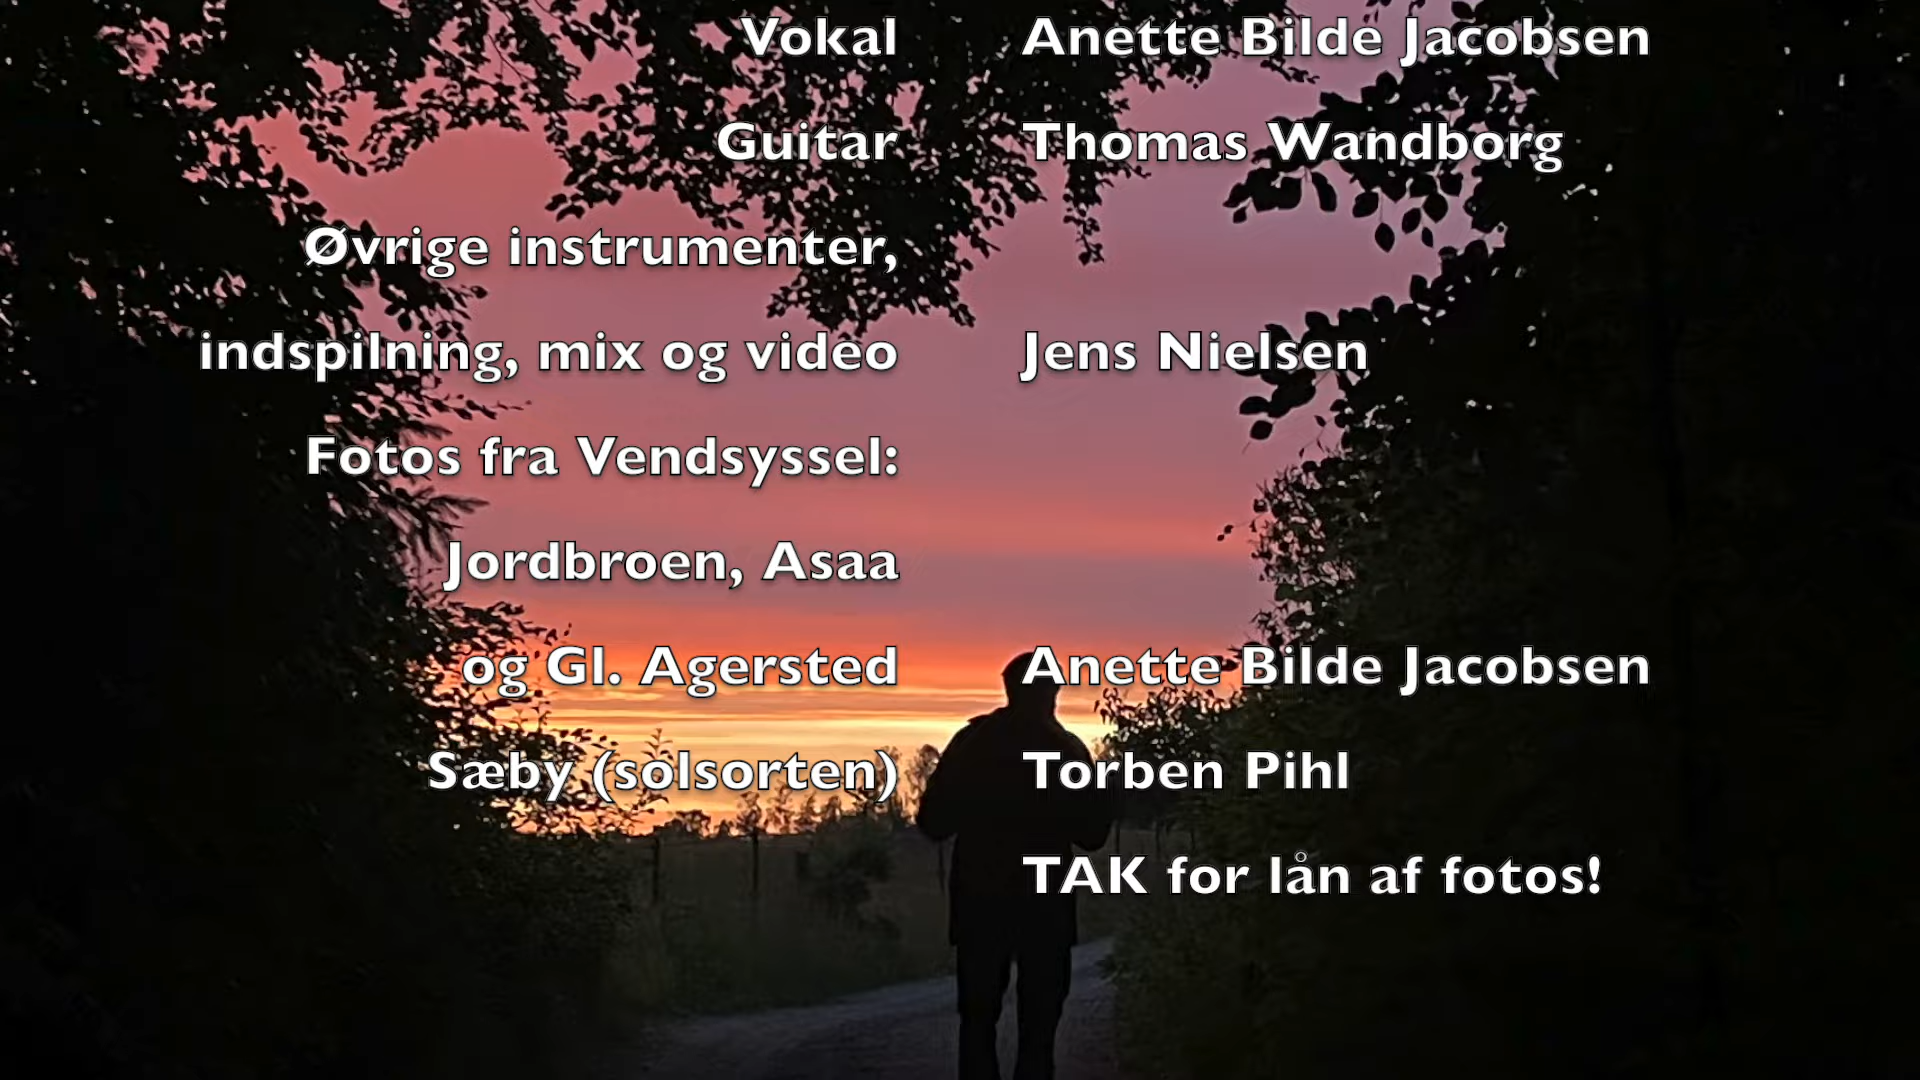 Vokal Anette Bilde Jacobsen
Guitar Thomas Wandborg
Øvrige instrumenter,
indspilning, mix og video Jens Nielsen
Fotos fra Vendsyssel:
Jordbroen, Asaa
og Gl. Agersted Anette Bilde Jacobsen
Sæby (solsorten) Torben Pihl
TAK for lån af fotos!